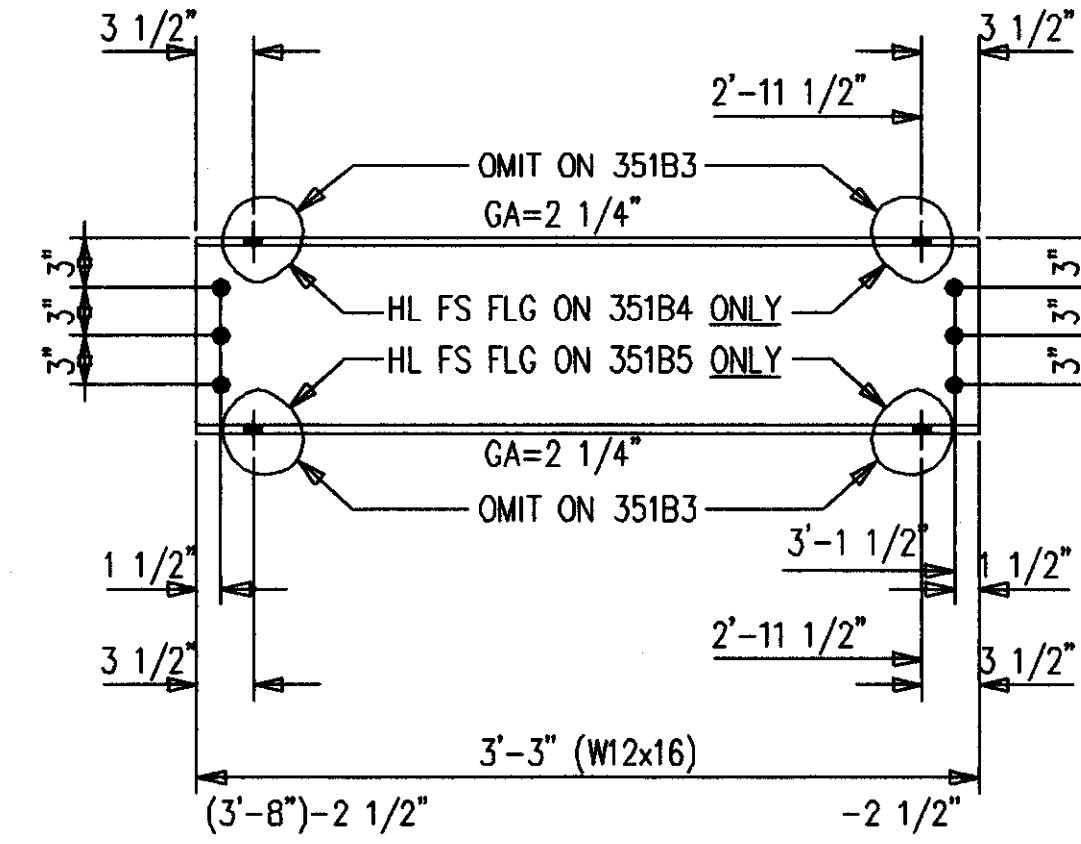 3 1/2" 3 1/2"
2'-11 1/2"
OMIT ON 351B3
GA=2 1/4"
3" 3"
HL FS FLG ON 351B4 ONLY
3" 3"
HL FS FLG ON 351B5 ONLY
3" 3"
GA=2 1/4"
OMIT ON 351B3
3'-1 1/2"
1 1/2" 1 1/2"
2'-11 1/2"
3 1/2" 3 1/2"
3'-3" (W12x16)
(3'-8")-2 1/2" -2 1/2"